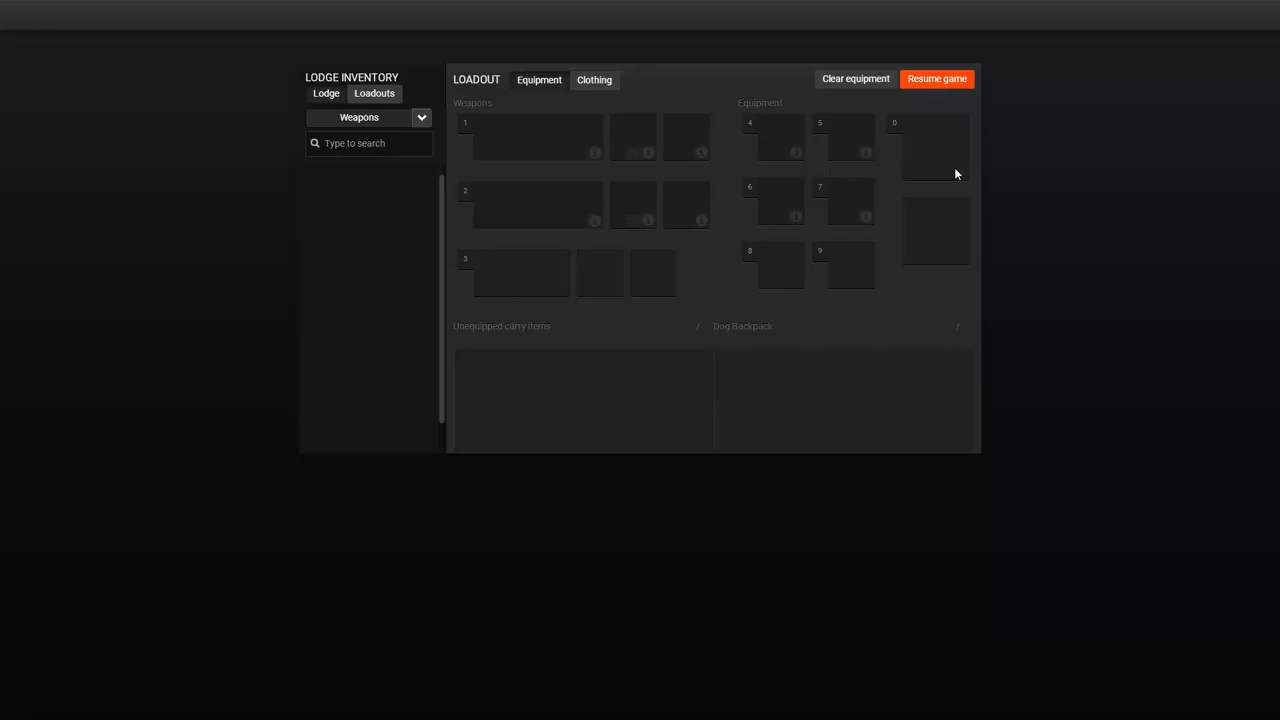 LODGE INVENTORY
Lodge Loadouts
Weapons
Type to search
LOADOUT Equipment Clothing Clear equipment Resume game
Weapons Equipment
1 4 5 0
2 6 7
3 8 9
Unequipped carry items / Dog Backpack /